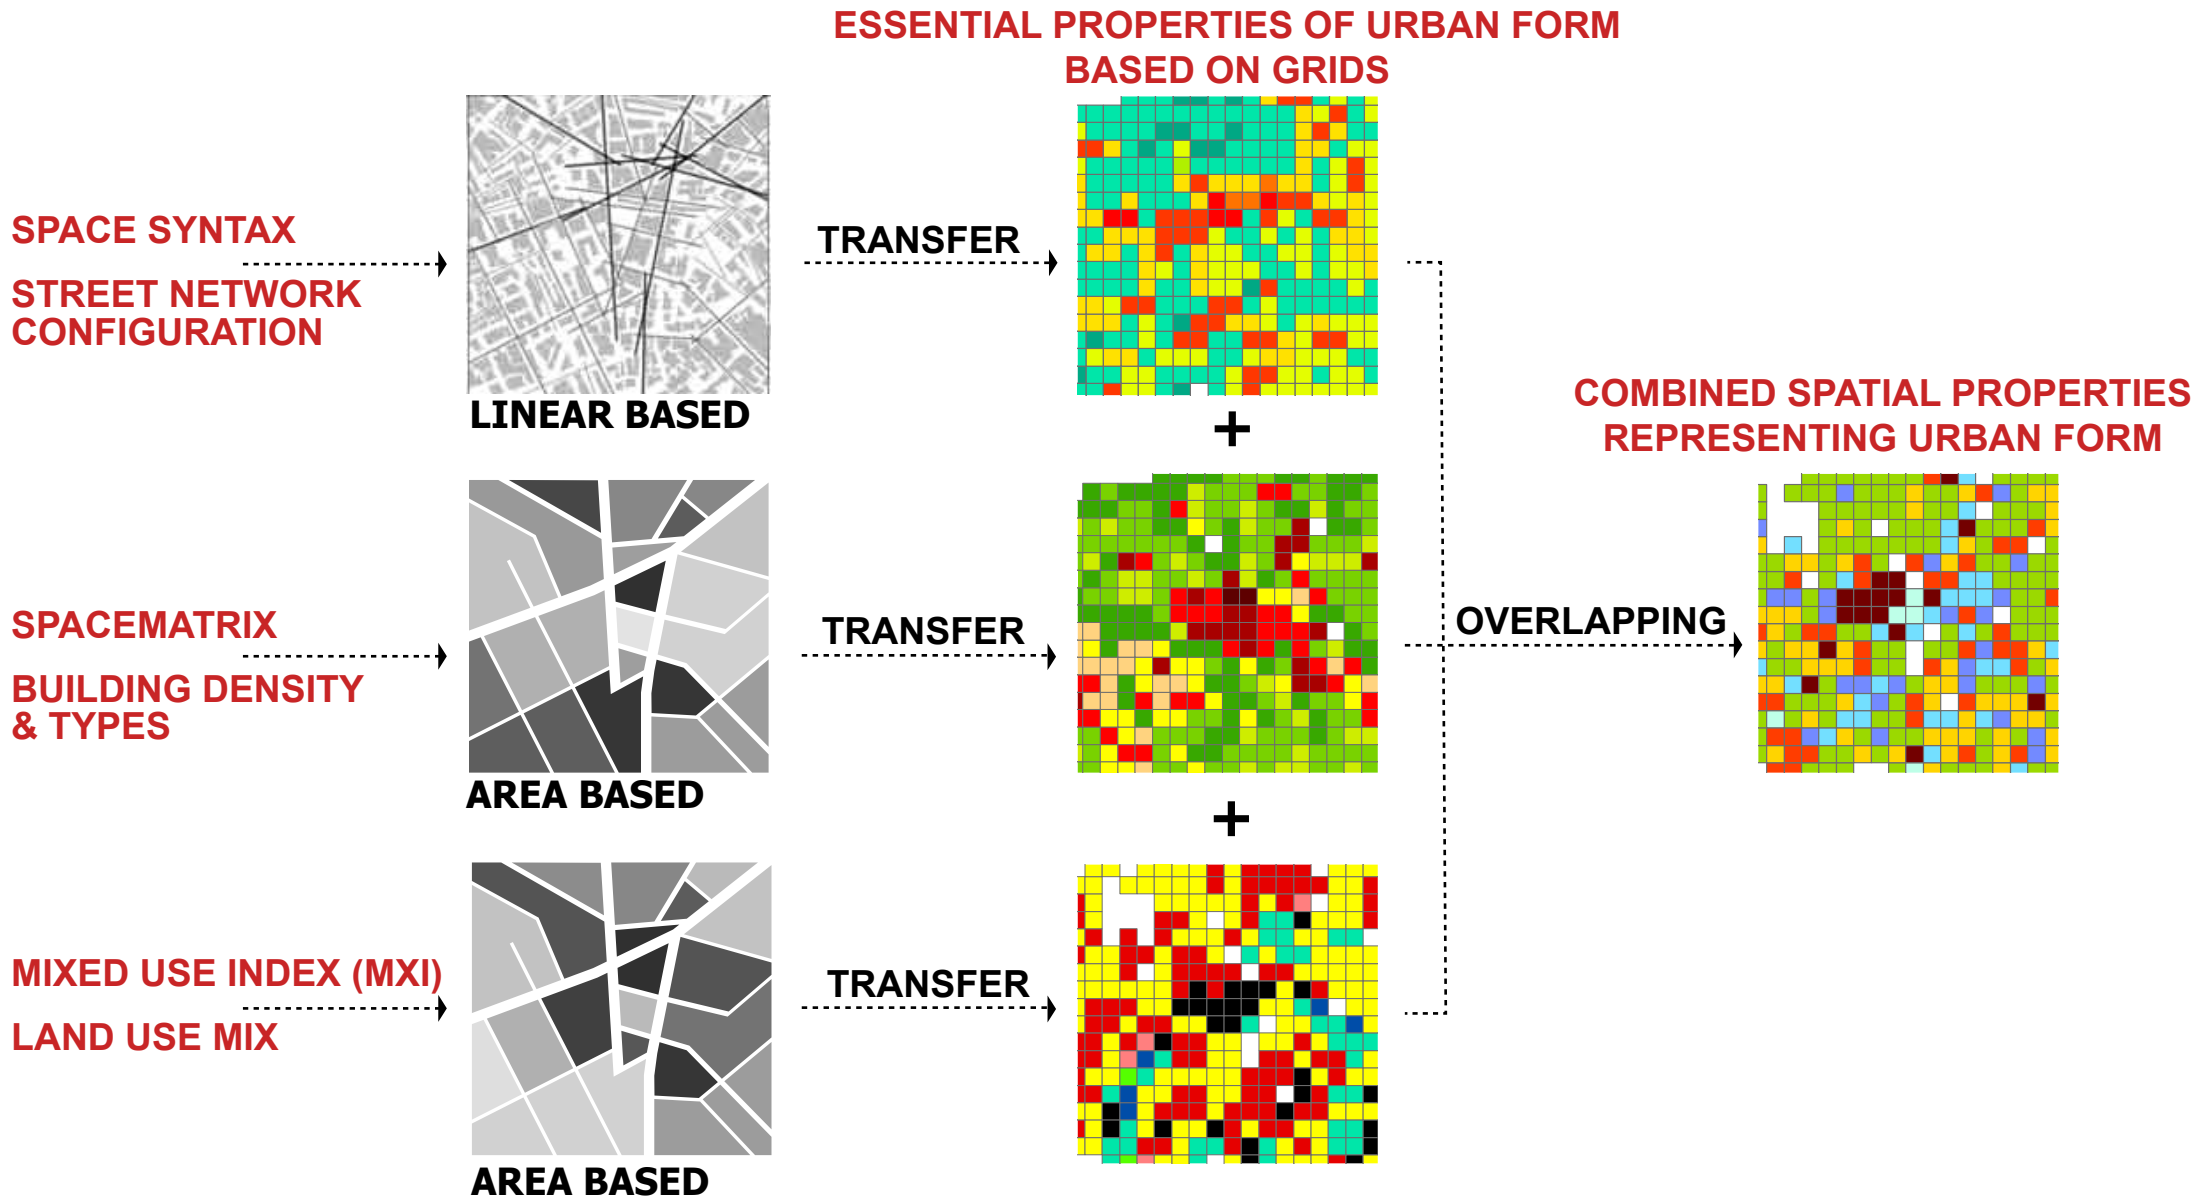 ESSENTIAL PROPERTIES OF URBAN FORM
BASED ON GRIDS
SPACE SYNTAX
STREET NETWORK
CONFIGURATION
LINEAR BASED
TRANSFER
+
SPACEMATRIX
BUILDING DENSITY
& TYPES
AREA BASED
TRANSFER
+
MIXED USE INDEX (MXI)
LAND USE MIX
AREA BASED
TRANSFER
OVERLAPPING
COMBINED SPATIAL PROPERTIES
REPRESENTING URBAN FORM